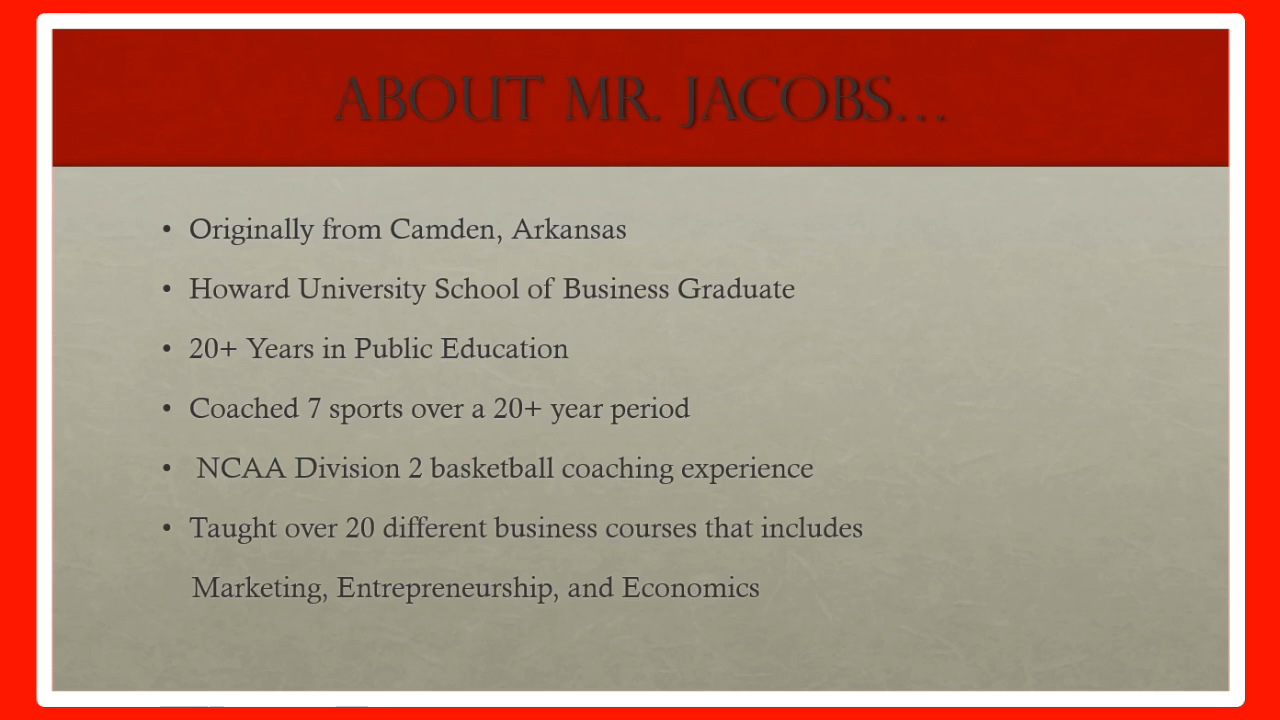 ABOUT MR. JACOBS...
• Originally from Camden, Arkansas
• Howard University School of Business Graduate
• 20+ Years in Public Education
• Coached 7 sports over a 20+ year period
• NCAA Division 2 basketball coaching experience
• Taught over 20 different business courses that includes
Marketing, Entrepreneurship, and Economics